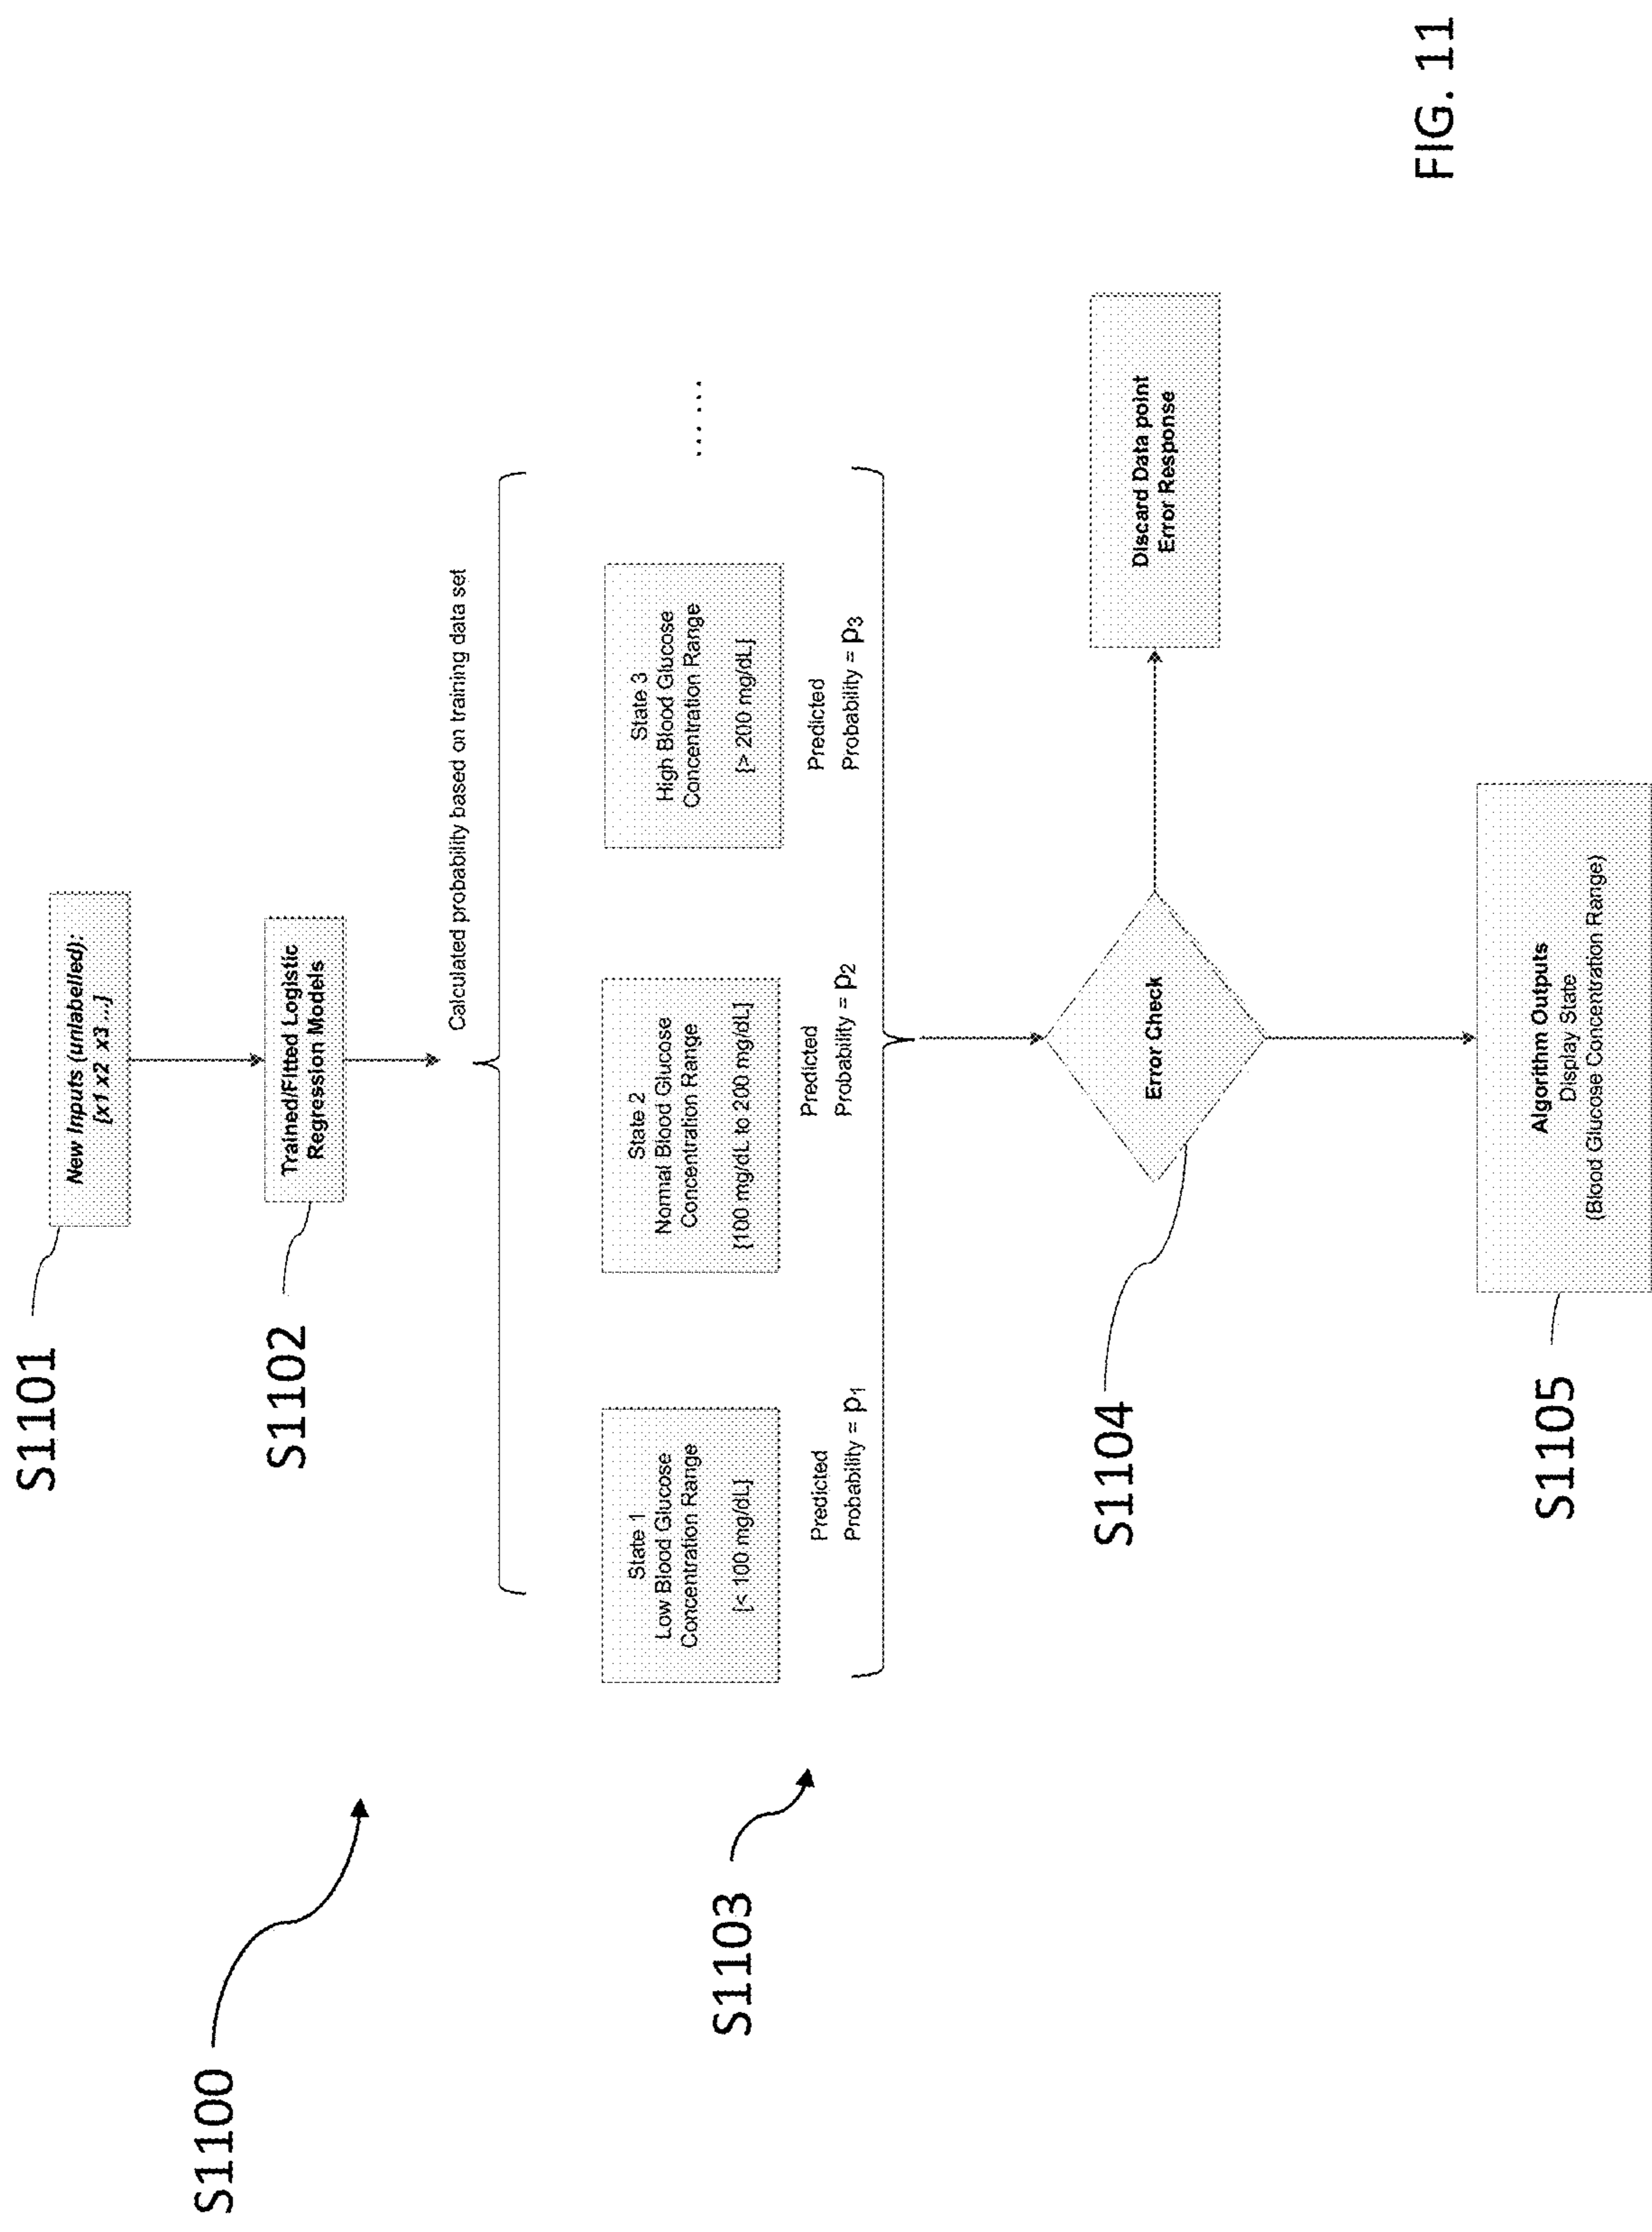 S1100
S1101
New Inputs (unlabelled):
[x1 x2 x3 ...]
S1102
Trained/Fitted Logistic
Regression Models
Calculated probability based on training data set
S1103
State 1
Low Blood Glucose
Concentration Range
[< 100 mg/dL]
Predicted
Probability = p1
State 2
Normal Blood Glucose
Concentration Range
[100 mg/dL to 200 mg/dL]
Predicted
Probability = p2
State 3
High Blood Glucose
Concentration Range
[> 200 mg/dL]
Predicted
Probability = p3
... ...
S1104
Error Check
Discard Data point
Error Response
S1105
Algorithm Outputs
Display State
(Blood Glucose Concentration Range)
FIG. 11